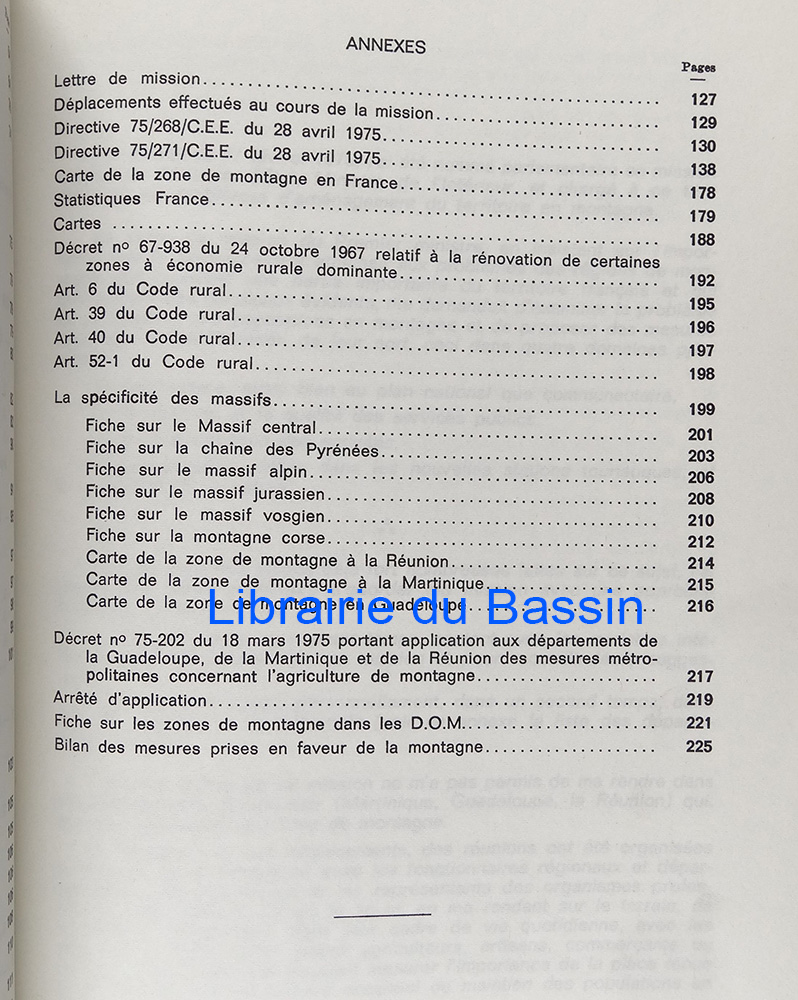 ANNEXES
Pages
Lettre de mission........ 127
Déplacements effectués au cours de la mission........ 129
Directive 75/268/C.E.E. du 28 avril 1975........ 130
Directive 75/271/C.E.E. du 28 avril 1975........ 138
Carte de la zone de montagne en France........ 178
Statistiques France........ 179
Cartes ........ 188
Décret nº 67-938 du 24 octobre 1967 relatif à la rénovation de certaines
zones à économie rurale dominante........ 192
Art. 6 du Code rural........ 195
Art. 39 du Code rural........ 196
Art. 40 du Code rural........ 197
Art. 52-1 du Code rural........ 198
La spécificité des massifs........ 199
Fiche sur le Massif central........ 201
Fiche sur la chaîne des Pyrénées........ 203
Fiche sur le massif alpin........ 206
Fiche sur le massif jurassien........ 208
Fiche sur le massif vosgien........ 210
Fiche sur la montagne corse........ 212
Carte de la zone de montagne à la Réunion........ 214
Carte de la zone de montagne à la Martinique........ 215
Carte de la zone de montagne en Guadeloupe........ 216
Librairie du Bassin
Décret nº 75-202 du 18 mars 1975 portant application aux départements de
la Guadeloupe, de la Martinique et de la Réunion des mesures métro-
politaines concernant l'agriculture de montagne........ 217
Arrêté d'application........ 219
Fiche sur les zones de montagne dans les D.O.M......... 221
Bilan des mesures prises en faveur de la montagne........ 225